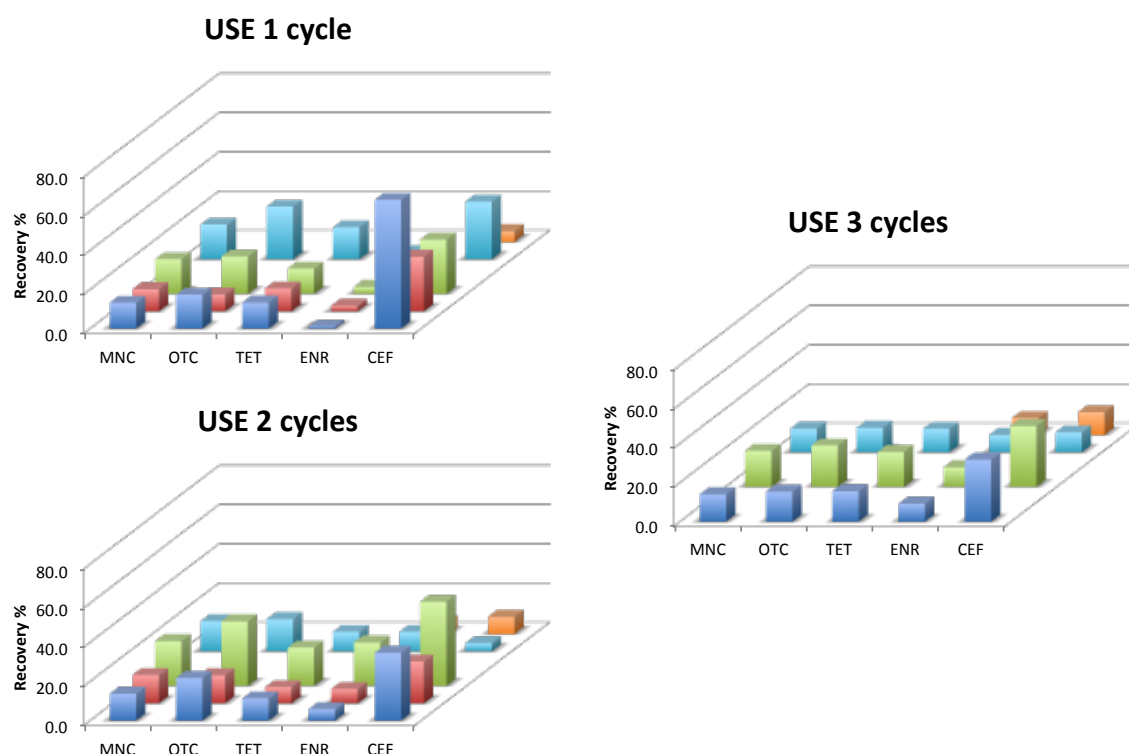 USE 1 cycle
Recovery %
80.0
60.0
40.0
20.0
0.0
MNC OTC TET ENR CEF
USE 2 cycles
Recovery %
80.0
60.0
40.0
20.0
0.0
MNC OTC TET ENR CEF
USE 3 cycles
Recovery %
80.0
60.0
40.0
20.0
0.0
MNC OTC TET ENR CEF